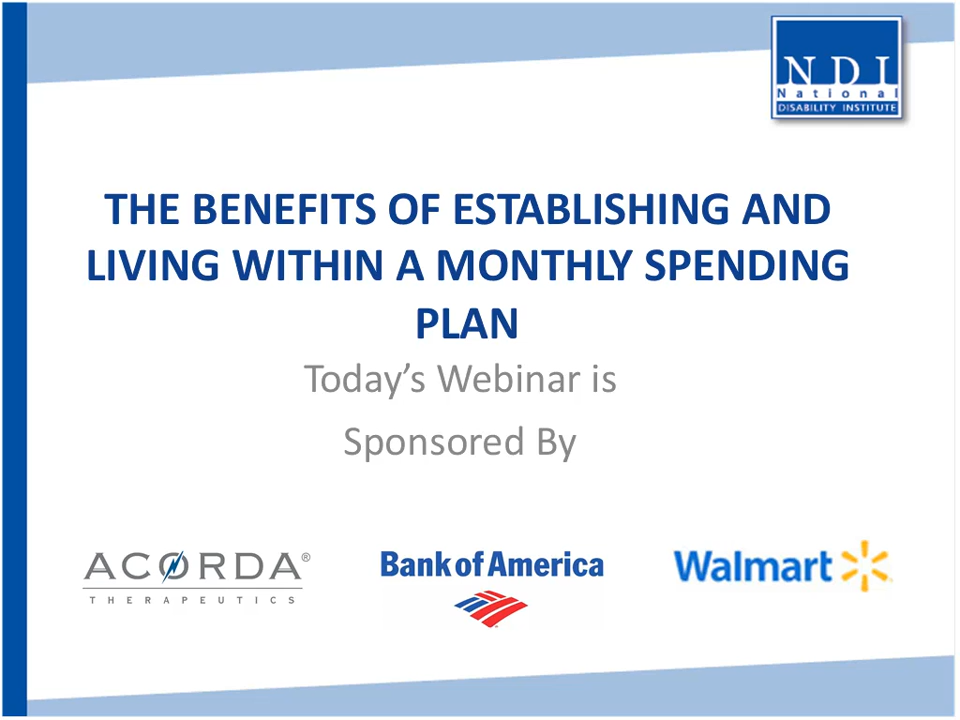 NDI
National
DISABILITY INSTITUTE
THE BENEFITS OF ESTABLISHING AND
LIVING WITHIN A MONTHLY SPENDING
PLAN
Today’s Webinar is
Sponsored By
ACORDA®
THERAPEUTICS
Bank of America
Walmart